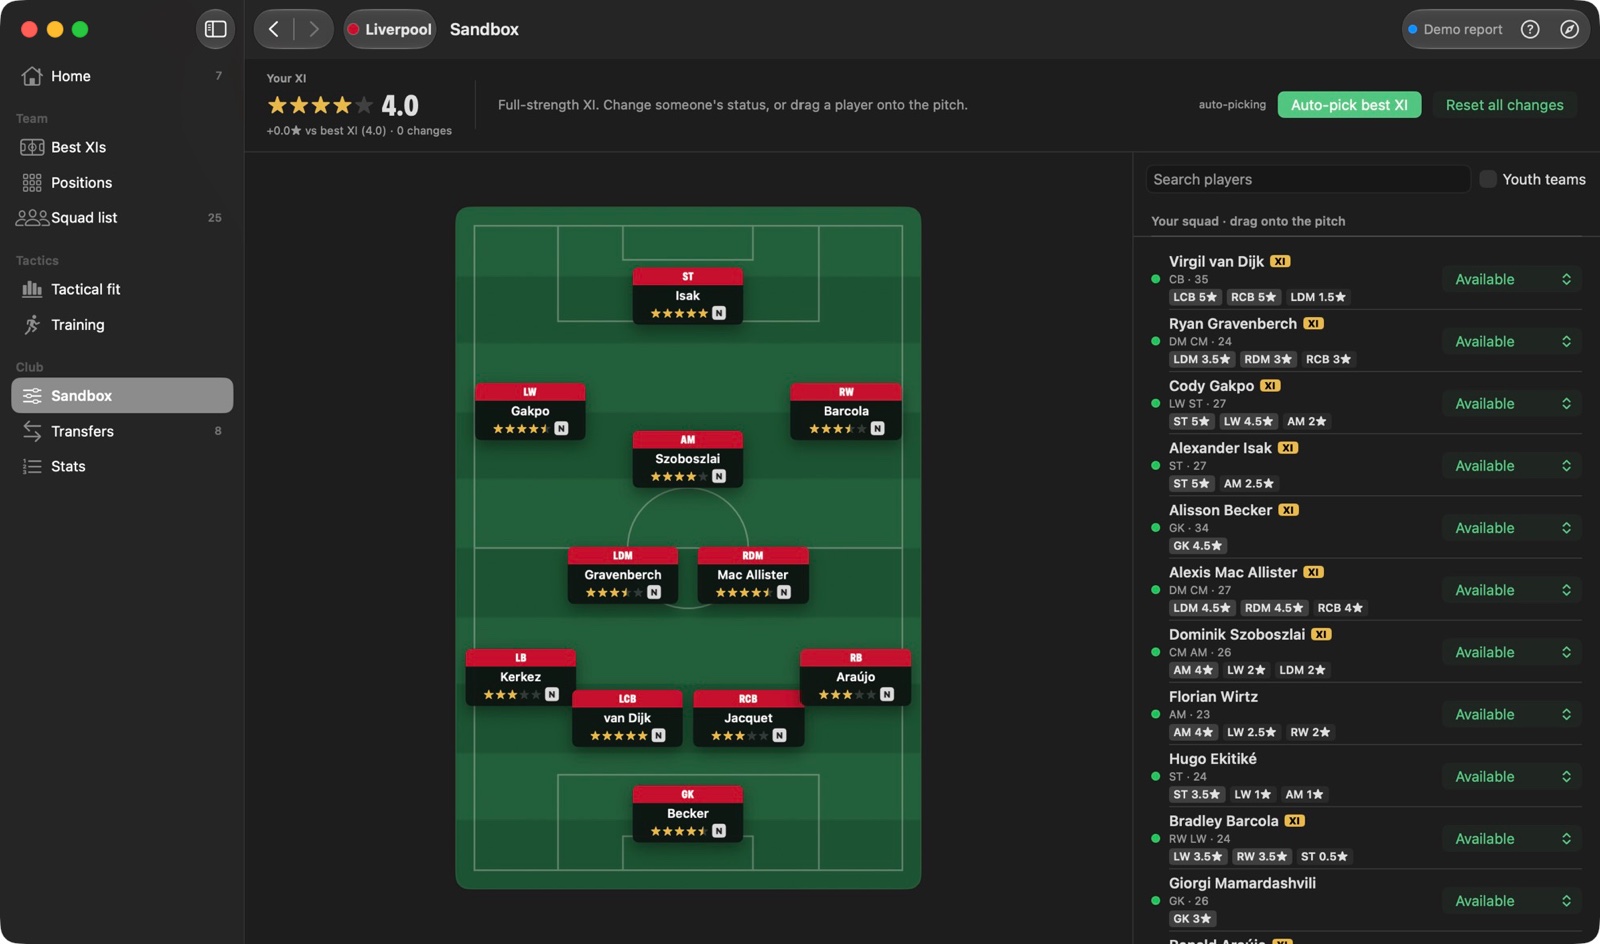 Liverpool
Sandbox
Demo report
Home
7
Team
Best XIs
Positions
Squad list
25
Tactics
Tactical fit
Training
Club
Sandbox
Transfers
8
Stats
Your XI
★★★★★ 4.0
+0.0★ vs best XI (4.0) · 0 changes
Full-strength XI. Change someone's status, or drag a player onto the pitch.
auto-picking
Auto-pick best XI
Reset all changes
ST
Isak
N
LW
Gakpo
N
RW
Barcola
N
AM
Szoboszlai
N
LDM
Gravenberch
N
RDM
Mac Allister
N
LB
Kerkez
N
RB
Araújo
N
LCB
van Dijk
N
RCB
Jacquet
N
GK
Becker
N
Search players
Youth teams
Your squad · drag onto the pitch
Virgil van Dijk XI
CB · 35
LCB 5★ RCB 5★ LDM 1.5★
Available
Ryan Gravenberch XI
DM CM · 24
LDM 3.5★ RDM 3★ RCB 3★
Available
Cody Gakpo XI
LW ST · 27
ST 5★ LW 4.5★ AM 2★
Available
Alexander Isak XI
ST · 27
ST 5★ AM 2.5★
Available
Alisson Becker XI
GK · 34
GK 4.5★
Available
Alexis Mac Allister XI
DM CM · 27
LDM 4.5★ RDM 4.5★ RCB 4★
Available
Dominik Szoboszlai XI
CM AM · 26
AM 4★ LW 2★ LDM 2★
Available
Florian Wirtz
AM · 23
AM 4★ LW 2.5★ RW 2★
Available
Hugo Ekitiké
ST · 24
ST 3.5★ LW 1★ AM 1★
Available
Bradley Barcola XI
RW LW · 24
LW 3.5★ RW 3.5★ ST 0.5★
Available
Giorgi Mamardashvili
GK · 26
GK 3★
Available